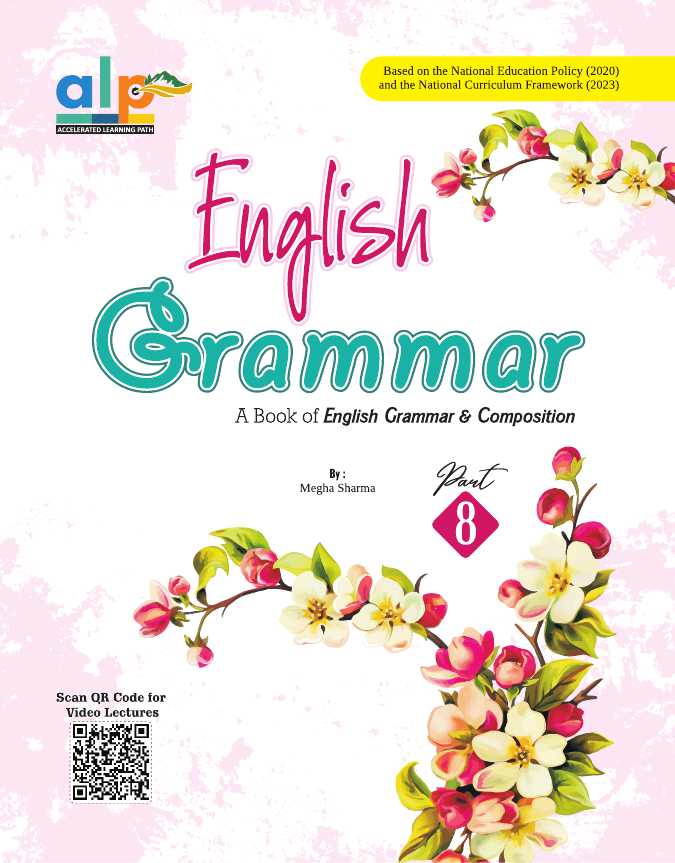 alp
ACCELERATED LEARNING PATH
Based on the National Education Policy (2020)
and the National Curriculum Framework (2023)
English
Grammar
A Book of English Grammar & Composition
By :
Megha Sharma
Part
8
Scan QR Code for
Video Lectures